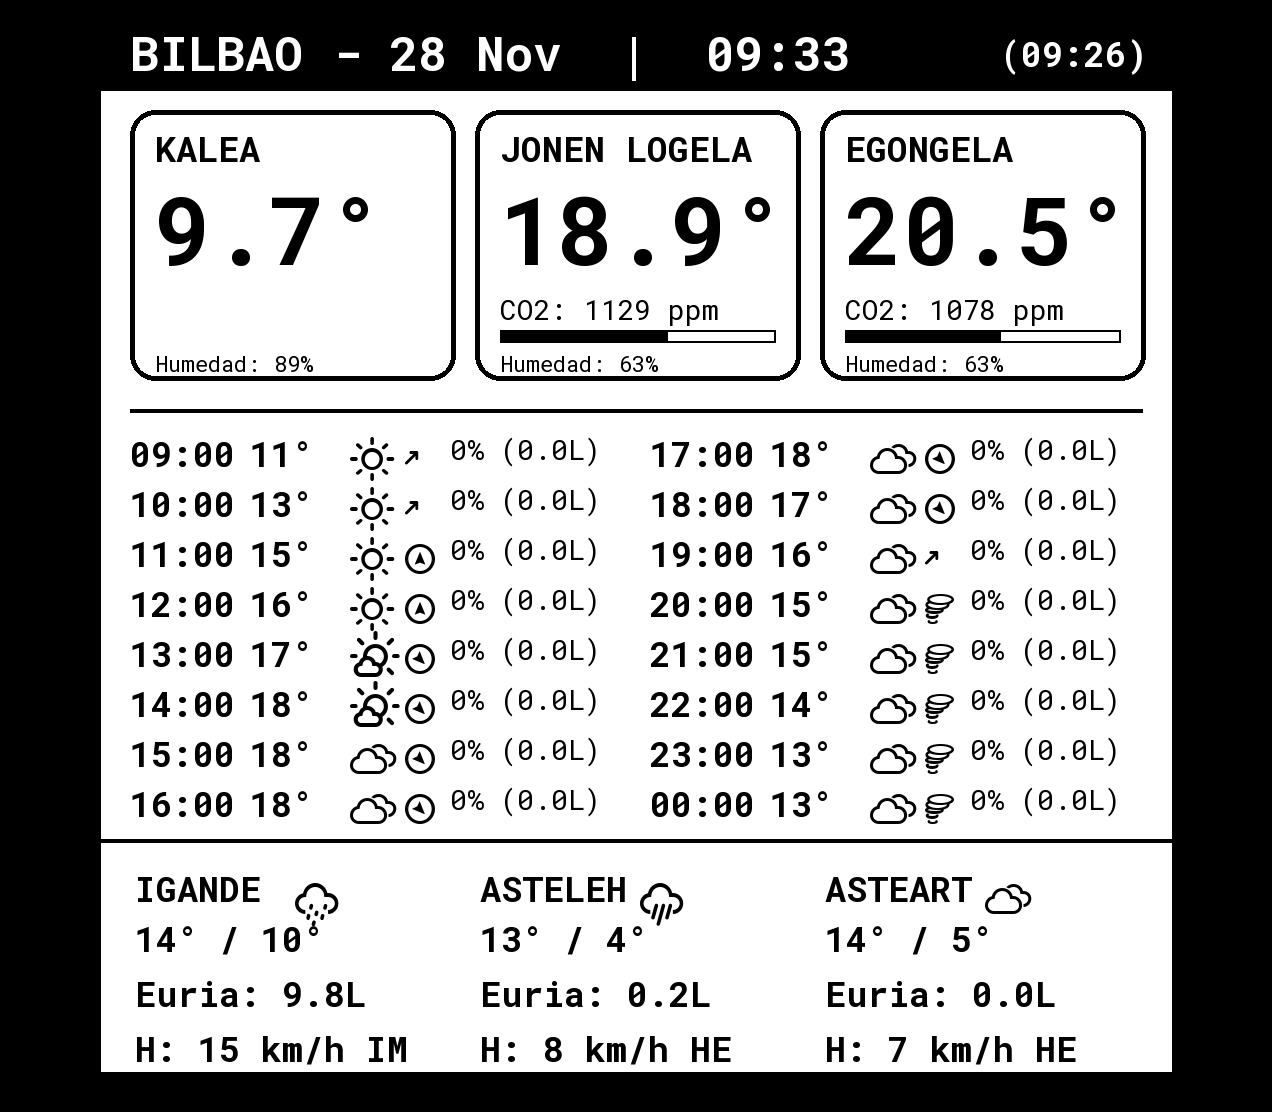 BILBAO - 28 Nov | 09:33 (09:26)
KALEA
9.7°
Humedad: 89%
JONEN LOGELA
18.9°
CO2: 1129 ppm
Humedad: 63%
EGONGELA
20.5°
CO2: 1078 ppm
Humedad: 63%
09:00 11° 0% (0.0L)
10:00 13° 0% (0.0L)
11:00 15° 0% (0.0L)
12:00 16° 0% (0.0L)
13:00 17° 0% (0.0L)
14:00 18° 0% (0.0L)
15:00 18° 0% (0.0L)
16:00 18° 0% (0.0L)
17:00 18° 0% (0.0L)
18:00 17° 0% (0.0L)
19:00 16° 0% (0.0L)
20:00 15° 0% (0.0L)
21:00 15° 0% (0.0L)
22:00 14° 0% (0.0L)
23:00 13° 0% (0.0L)
00:00 13° 0% (0.0L)
IGANDE
14° / 10°
Euria: 9.8L
H: 15 km/h IM
ASTELEH
13° / 4°
Euria: 0.2L
H: 8 km/h HE
ASTEART
14° / 5°
Euria: 0.0L
H: 7 km/h HE